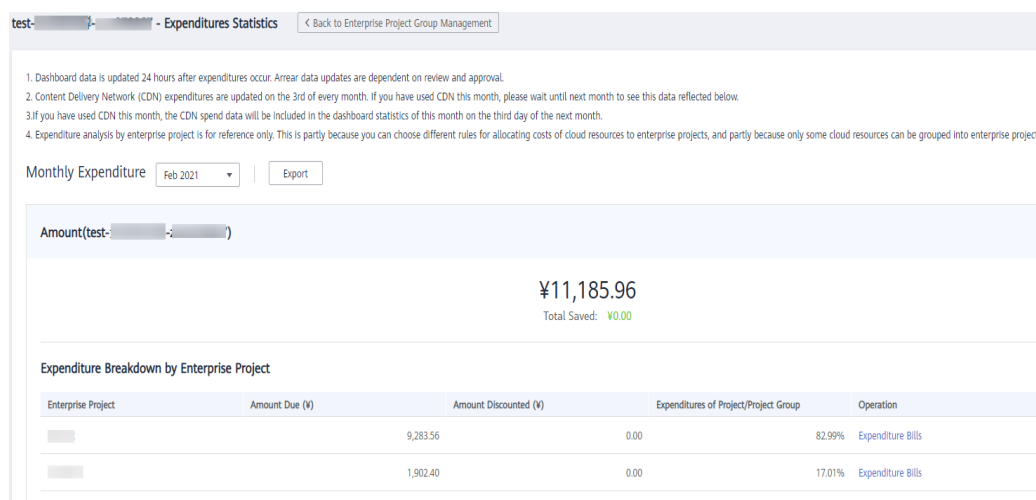 test- - - Expenditures Statistics < Back to Enterprise Project Group Management
1. Dashboard data is updated 24 hours after expenditures occur. Arrear data updates are dependent on review and approval.
2. Content Delivery Network (CDN) expenditures are updated on the 3rd of every month. If you have used CDN this month, please wait until next month to see this data reflected below.
3.If you have used CDN this month, the CDN spend data will be included in the dashboard statistics of this month on the third day of the next month.
4. Expenditure analysis by enterprise project is for reference only. This is partly because you can choose different rules for allocating costs of cloud resources to enterprise projects, and partly because only some cloud resources can be grouped into enterprise project
Monthly Expenditure Feb 2021 Export
Amount(test- - )
¥11,185.96
Total Saved: ¥0.00
Expenditure Breakdown by Enterprise Project
Enterprise Project Amount Due (¥) Amount Discounted (¥) Expenditures of Project/Project Group Operation
9,283.56 0.00 82.99% Expenditure Bills
1,902.40 0.00 17.01% Expenditure Bills